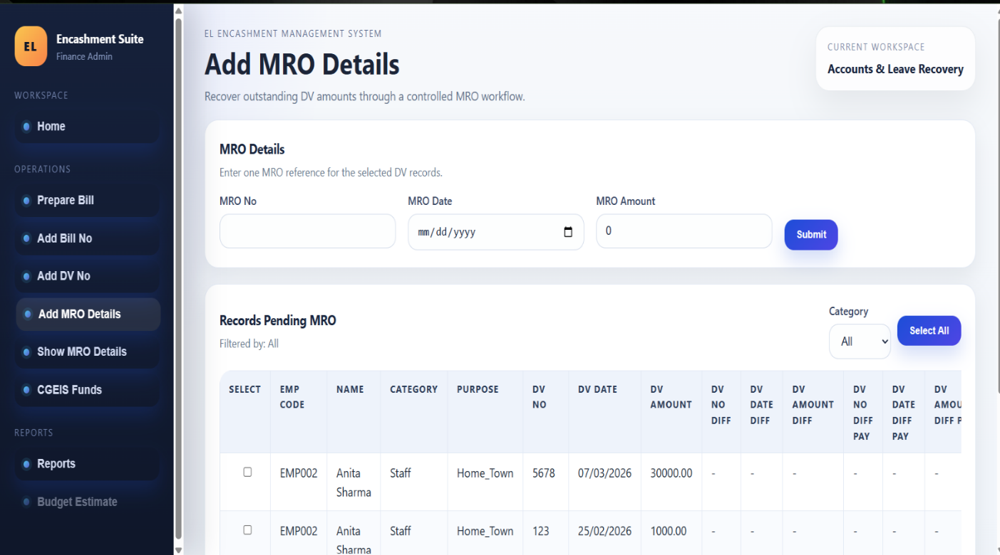 EL
Encashment Suite
Finance Admin
WORKSPACE
Home
OPERATIONS
Prepare Bill
Add Bill No
Add DV No
Add MRO Details
Show MRO Details
CGEIS Funds
REPORTS
Reports
Budget Estimate
EL ENCASHMENT MANAGEMENT SYSTEM
Add MRO Details
Recover outstanding DV amounts through a controlled MRO workflow.
CURRENT WORKSPACE
Accounts & Leave Recovery
MRO Details
Enter one MRO reference for the selected DV records.
MRO No MRO Date MRO Amount
mm/dd/yyyy 0 Submit
Records Pending MRO
Filtered by: All
Category
All Select All
SELECT EMP CODE NAME CATEGORY PURPOSE DV NO DV DATE DV AMOUNT DV NO DIFF DV DATE DIFF DV AMOUNT DIFF DV NO DIFF PAY DV DATE DIFF PAY DV AMOU DIFF P
EMP002 Anita Sharma Staff Home_Town 5678 07/03/2026 30000.00 - - - - - -
EMP002 Anita Sharma Staff Home_Town 123 25/02/2026 1000.00 - - - - - -